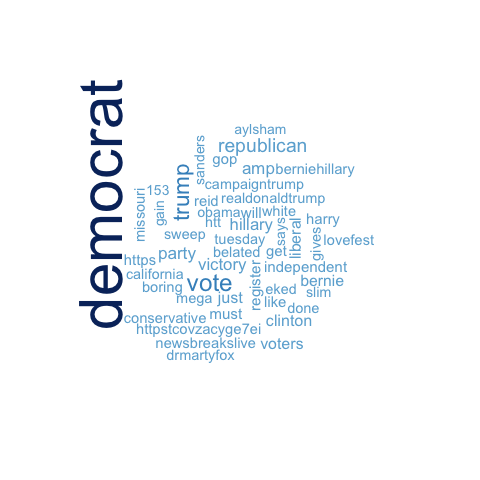 democrat
aylsham
republican
sanders
gop
amp
berniehillary
trump
campaigntrump
153
missouri
gain
reid
realdonaldtrump
obama
will
white
htt
hillary
harry
says
liberal
gives
sweep
tuesday
lovefest
party
belated
get
https
victory
independent
california
boring
vote
register
eked
bernie
slim
mega
just
like
done
conservative
must
clinton
httpstcovzacyge7ei
newsbreakslive
voters
drmartyfox